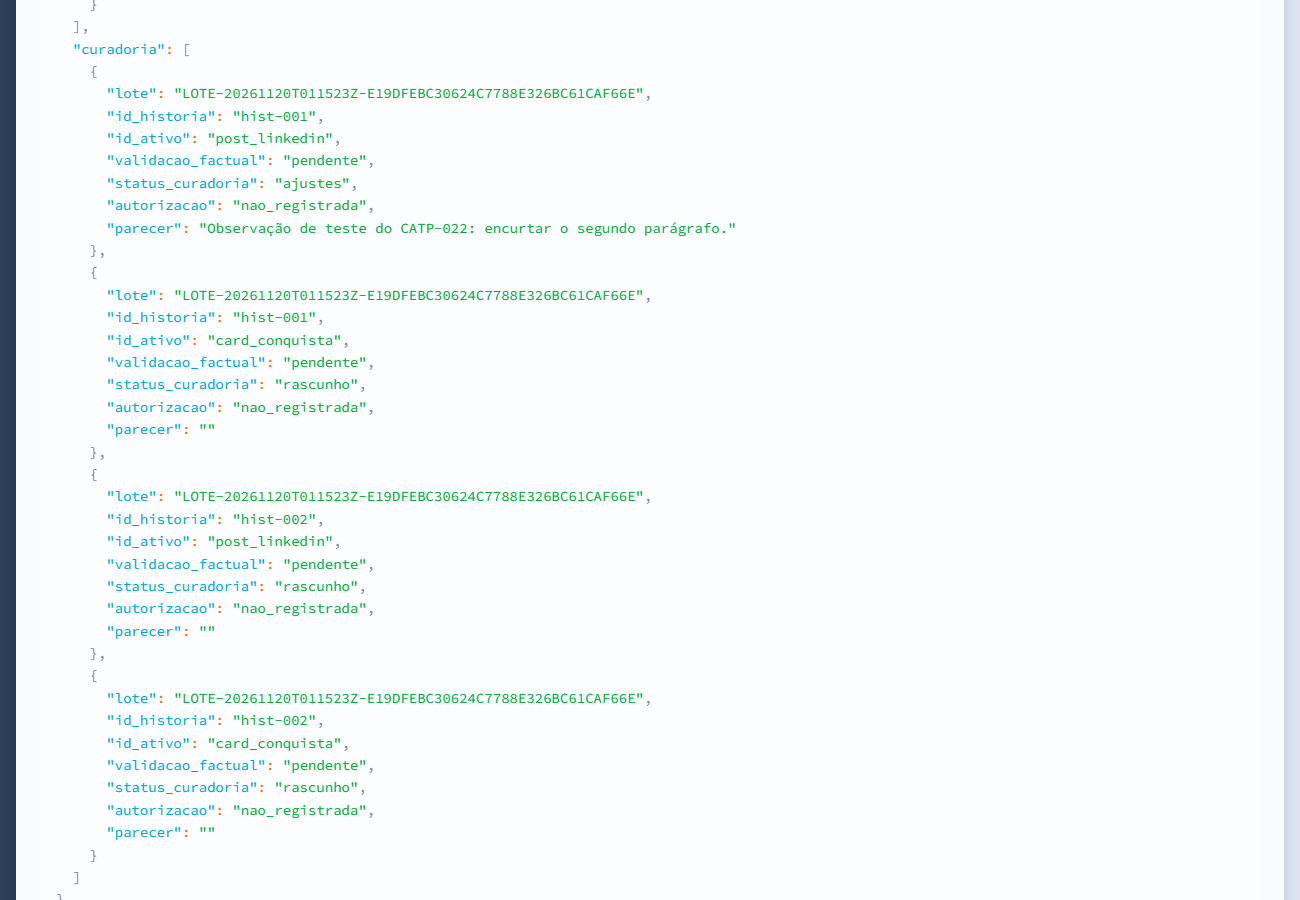 }
],
"curadoria": [
{
"lote": "LOTE-20261120T011523Z-E19DFEBC30624C7788E326BC61CAF66E",
"id_historia": "hist-001",
"id_ativo": "post_linkedin",
"validacao_factual": "pendente",
"status_curadoria": "ajustes",
"autorizacao": "nao_registrada",
"parecer": "Observação de teste do CATP-022: encurtar o segundo parágrafo."
},
{
"lote": "LOTE-20261120T011523Z-E19DFEBC30624C7788E326BC61CAF66E",
"id_historia": "hist-001",
"id_ativo": "card_conquista",
"validacao_factual": "pendente",
"status_curadoria": "rascunho",
"autorizacao": "nao_registrada",
"parecer": ""
},
{
"lote": "LOTE-20261120T011523Z-E19DFEBC30624C7788E326BC61CAF66E",
"id_historia": "hist-002",
"id_ativo": "post_linkedin",
"validacao_factual": "pendente",
"status_curadoria": "rascunho",
"autorizacao": "nao_registrada",
"parecer": ""
},
{
"lote": "LOTE-20261120T011523Z-E19DFEBC30624C7788E326BC61CAF66E",
"id_historia": "hist-002",
"id_ativo": "card_conquista",
"validacao_factual": "pendente",
"status_curadoria": "rascunho",
"autorizacao": "nao_registrada",
"parecer": ""
}
]
}